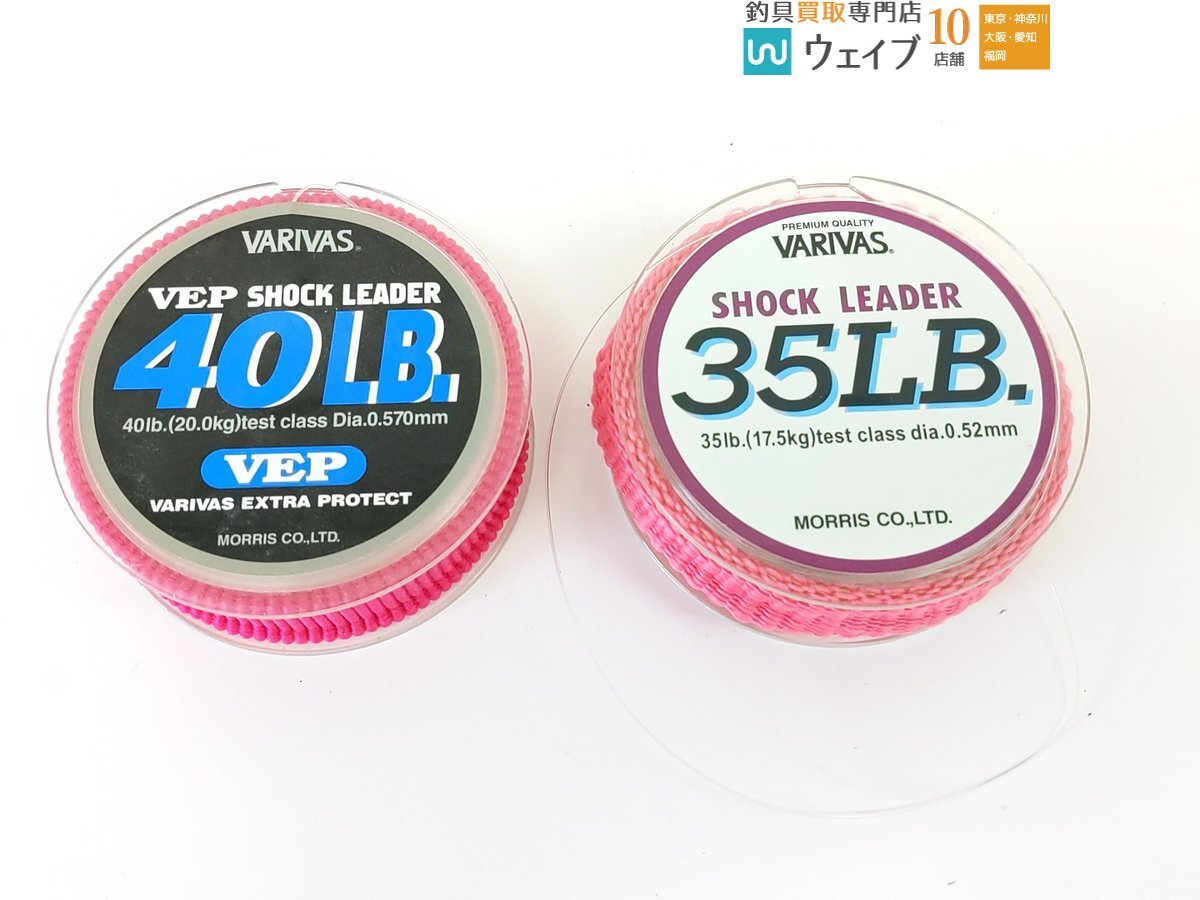 釣具買取専門店
ウェイブ
10
店舗
東京・神奈川
大阪・愛知
福岡
VARIVAS®
VEP SHOCK LEADER
40LB.
40lb.(20.0kg)test class Dia.0.570mm
VEP
VARIVAS EXTRA PROTECT
MORRIS CO.,LTD.
PREMIUM QUALITY
VARIVAS®
SHOCK LEADER
35LB.
35lb.(17.5kg)test class dia.0.52mm
MORRIS CO.,LTD.